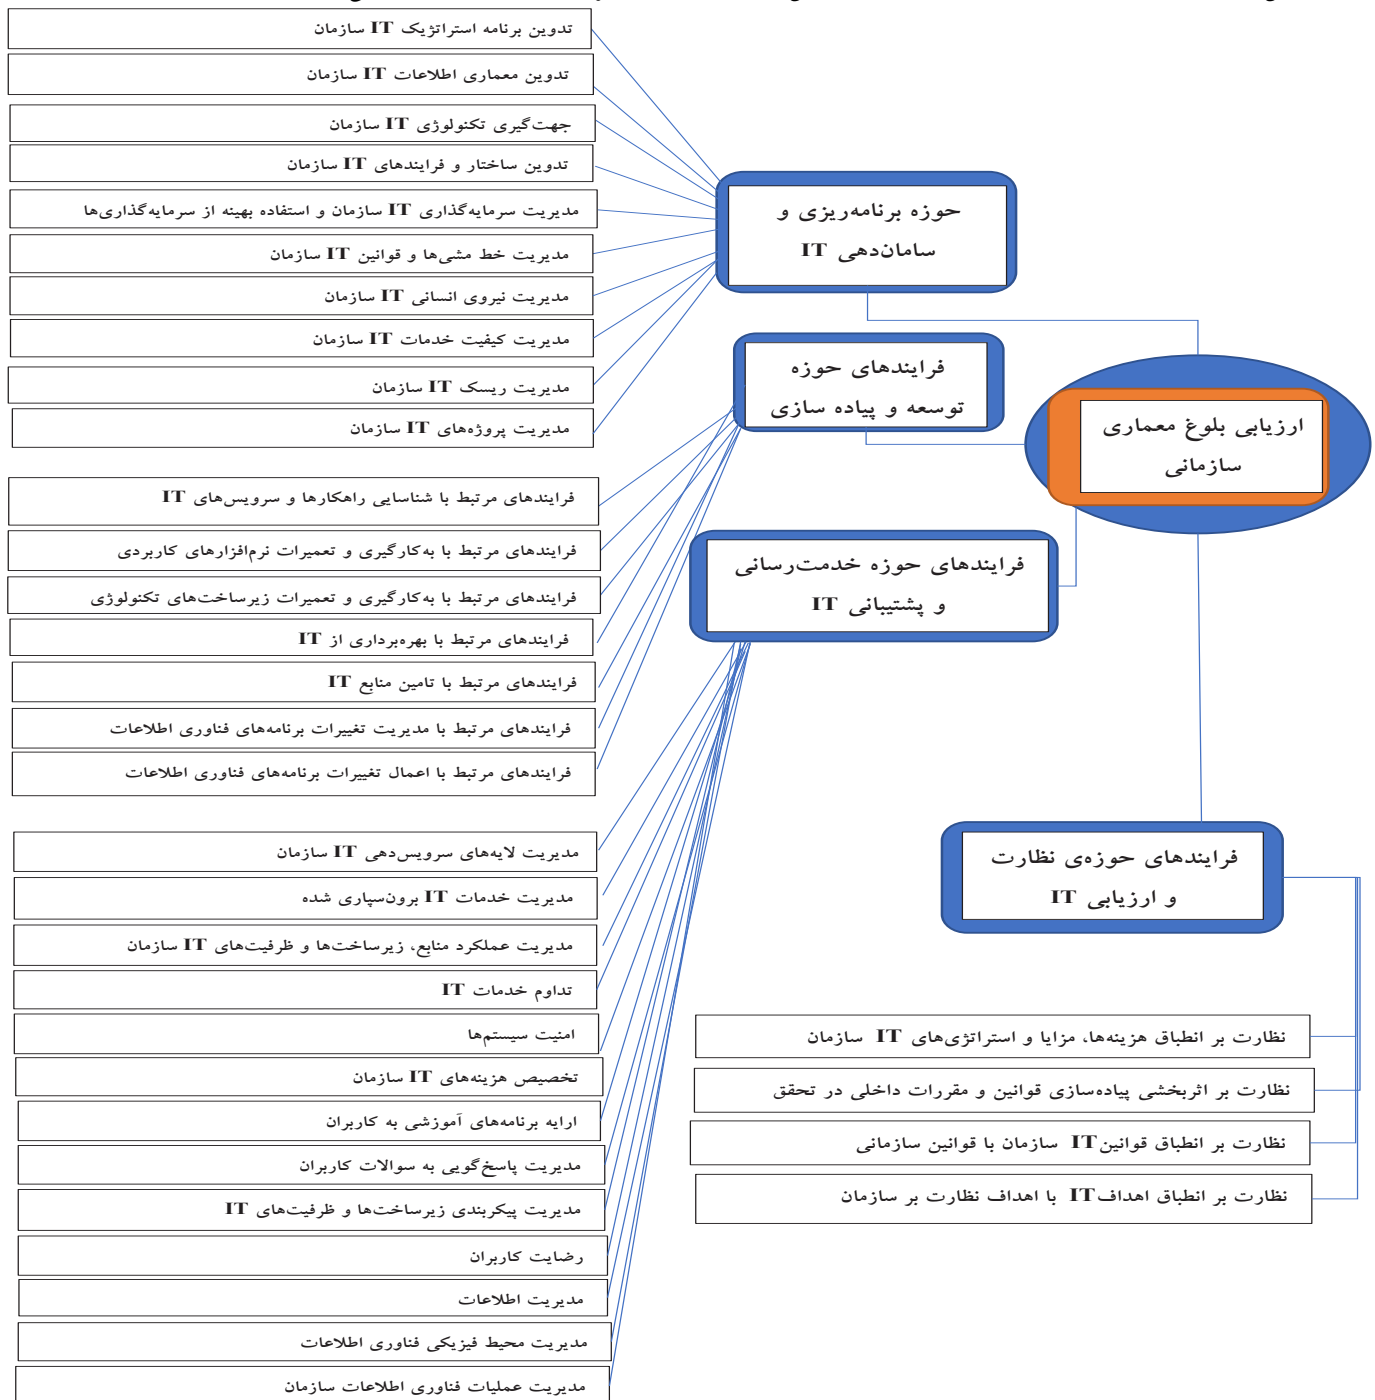 تدوین برنامه استراتژیک IT سازمان
تدوین معماری اطلاعات IT سازمان
جهت‌گیری تکنولوژی IT سازمان
تدوین ساختار و فرایندهای IT سازمان
مدیریت سرمایه‌گذاری IT سازمان و استفاده بهینه از سرمایه‌گذاری‌ها
مدیریت خط مشی‌ها و قوانین IT سازمان
مدیریت نیروی انسانی IT سازمان
مدیریت کیفیت خدمات IT سازمان
مدیریت ریسک IT سازمان
مدیریت پروژه‌های IT سازمان
حوزه برنامه‌ریزی و
سامان‌دهی IT
فرایندهای حوزه
توسعه و پیاده سازی
ارزیابی بلوغ معماری
سازمانی
فرایندهای مرتبط با شناسایی راهکارها و سرویس‌های IT
فرایندهای مرتبط با به‌کارگیری و تعمیرات نرم‌افزارهای کاربردی
فرایندهای مرتبط با به‌کارگیری و تعمیرات زیرساخت‌های تکنولوژی
فرایندهای مرتبط با بهره‌برداری از IT
فرایندهای مرتبط با تامین منابع IT
فرایندهای مرتبط با مدیریت تغییرات برنامه‌های فناوری اطلاعات
فرایندهای مرتبط با اعمال تغییرات برنامه‌های فناوری اطلاعات
فرایندهای حوزه خدمت‌رسانی
و پشتیبانی IT
مدیریت لایه‌های سرویس‌دهی IT سازمان
مدیریت خدمات IT برون‌سپاری شده
مدیریت عملکرد منابع، زیرساخت‌ها و ظرفیت‌های IT سازمان
تداوم خدمات IT
امنیت سیستم‌ها
تخصیص هزینه‌های IT سازمان
ارایه برنامه‌های آموزشی به کاربران
مدیریت پاسخ‌گویی به سوالات کاربران
مدیریت پیکربندی زیرساخت‌ها و ظرفیت‌های IT
رضایت کاربران
مدیریت اطلاعات
مدیریت محیط فیزیکی فناوری اطلاعات
مدیریت عملیات فناوری اطلاعات سازمان
فرایندهای حوزه‌ی نظارت
و ارزیابی IT
نظارت بر انطباق هزینه‌ها، مزایا و استراتژی‌های IT سازمان
نظارت بر اثربخشی پیاده‌سازی قوانین و مقررات داخلی در تحقق
نظارت بر انطباق قوانین IT سازمان با قوانین سازمانی
نظارت بر انطباق اهداف IT با اهداف نظارت بر سازمان